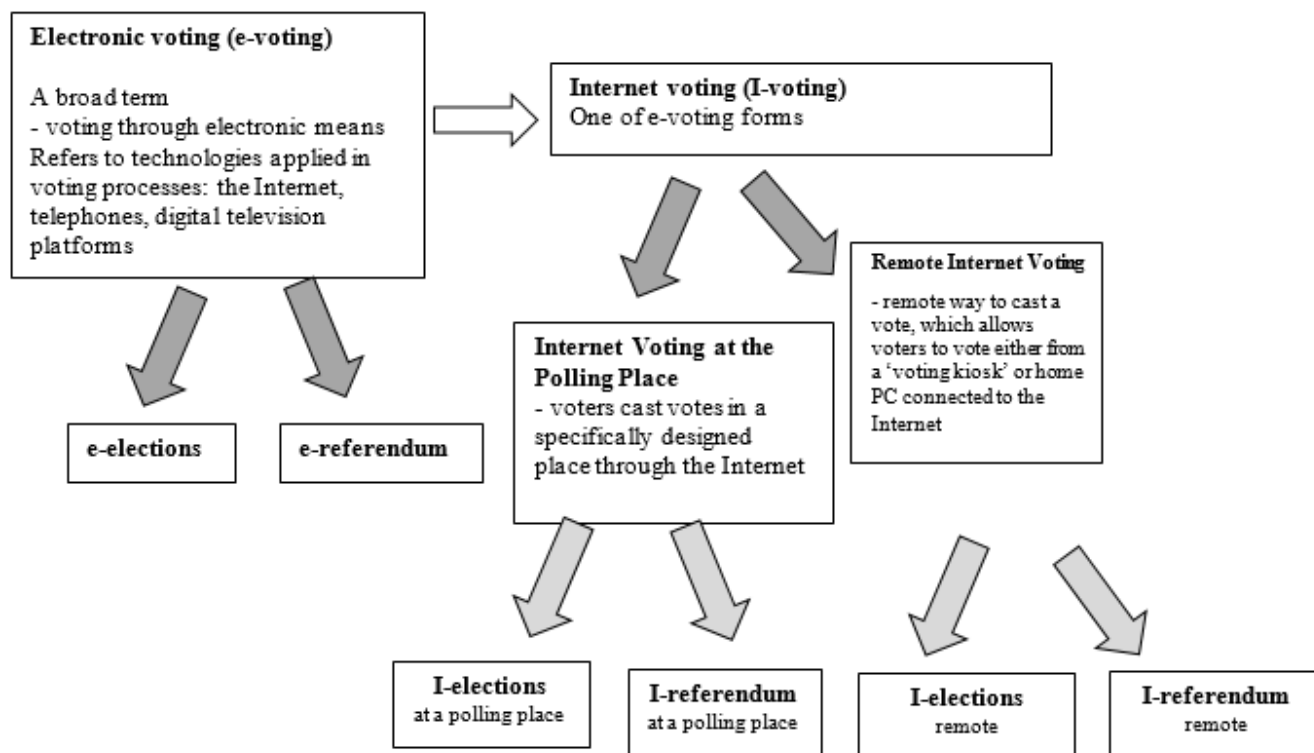 Electronic voting (e-voting)
A broad term
- voting through electronic means
Refers to technologies applied in
voting processes: the Internet,
telephones, digital television
platforms
Internet voting (I-voting)
One of e-voting forms
e-elections
e-referendum
Internet Voting at the
Polling Place
- voters cast votes in a
specifically designed
place through the Internet
Remote Internet Voting
- remote way to cast a
vote, which allows
voters to vote either from
a ‘voting kiosk’ or home
PC connected to the
Internet
I-elections
at a polling place
I-referendum
at a polling place
I-elections
remote
I-referendum
remote